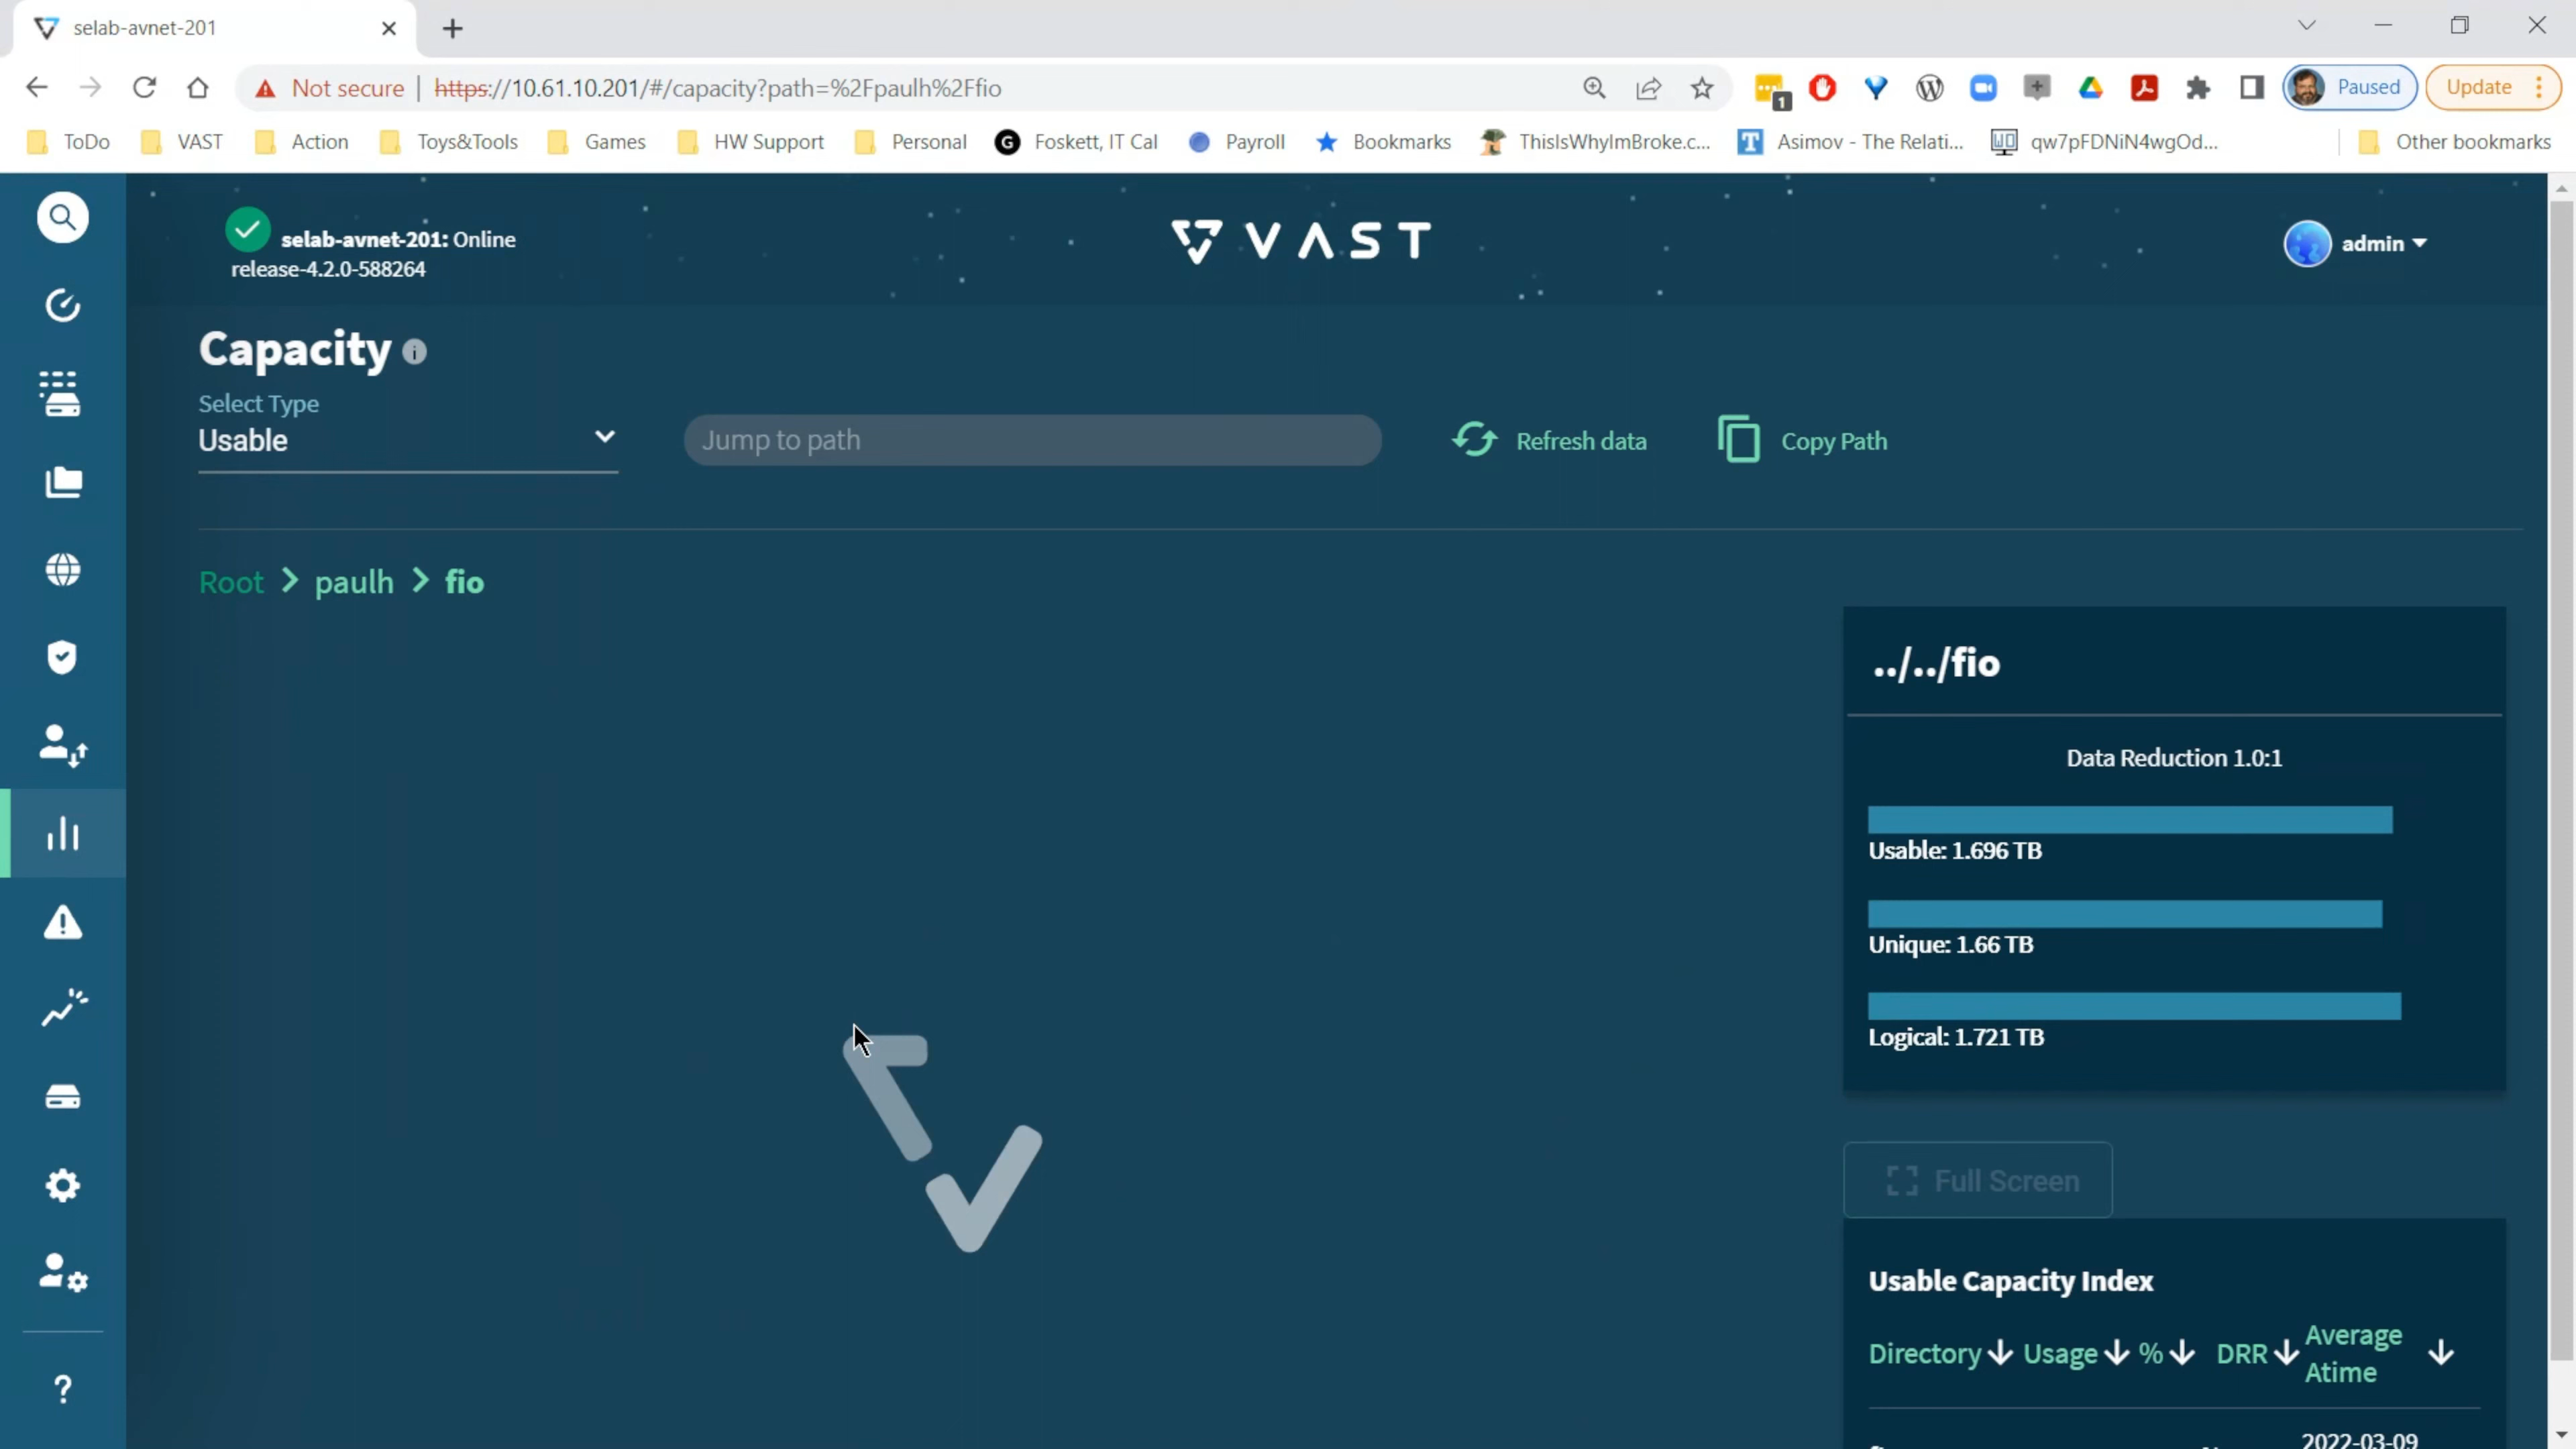 selab-avnet-201
Not secure
https://10.61.10.201/#/capacity?path=%2Fpaulh%2Ffio
1
Paused
Update
ToDo
VAST
Action
Toys&Tools
Games
HW Support
Personal
G
Foskett, IT Cal
Payroll
Bookmarks
ThisIsWhyImBroke.c...
T
Asimov - The Relati...
qw7pFDNiN4wgOd...
Other bookmarks
selab-avnet-201: Online
release-4.2.0-588264
VAST
admin
Capacity
Select Type
Usable
Jump to path
Refresh data
Copy Path
Root > paulh > fio
../../fio
Data Reduction 1.0:1
Usable: 1.696 TB
Unique: 1.66 TB
Logical: 1.721 TB
Full Screen
Usable Capacity Index
Directory Usage % DRR Average Atime
2022-03-09
?